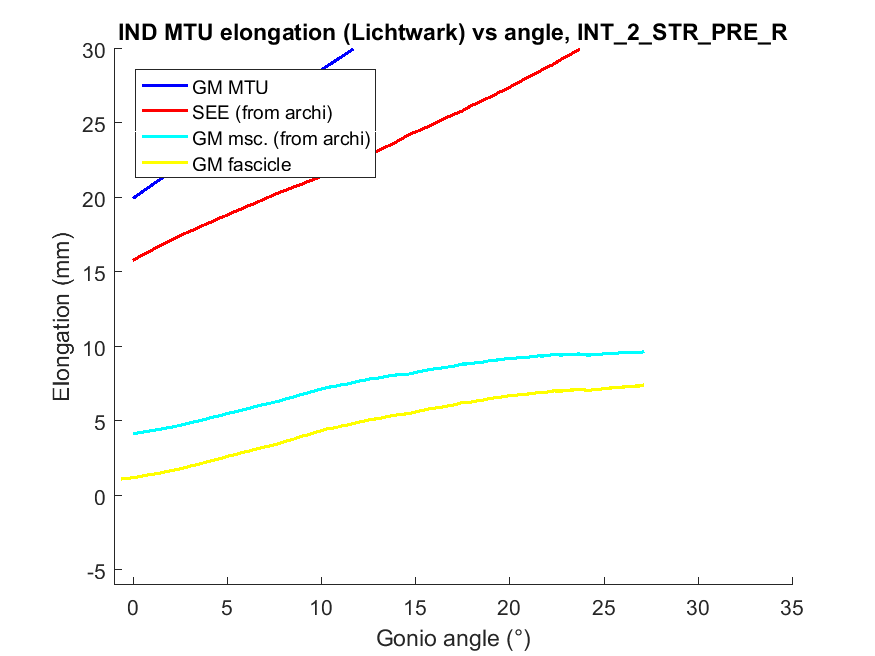 IND MTU elongation (Lichtwark) vs angle, INT_2_STR_PRE_R
GM MTU
SEE (from archi)
GM msc. (from archi)
GM fascicle
Elongation (mm)
30
25
20
15
10
5
0
-5
0 5 10 15 20 25 30 35
Gonio angle (°)